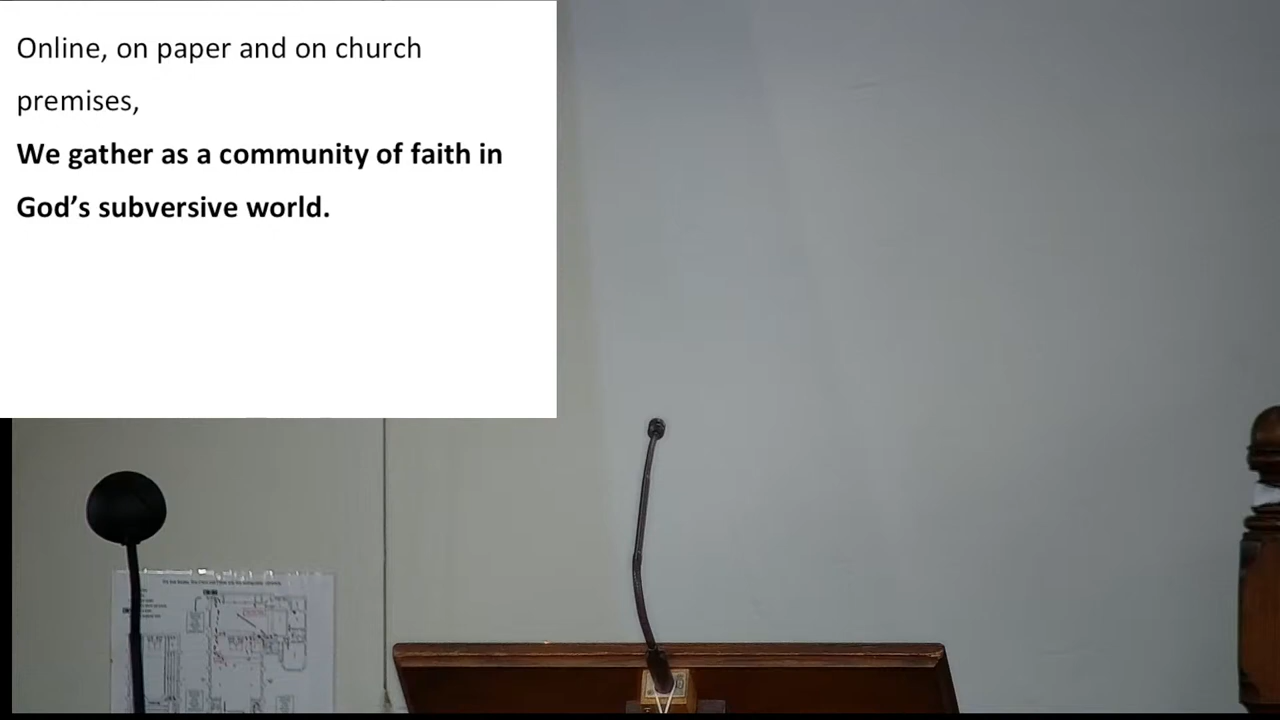 Online, on paper and on church
premises,
We gather as a community of faith in
God’s subversive world.